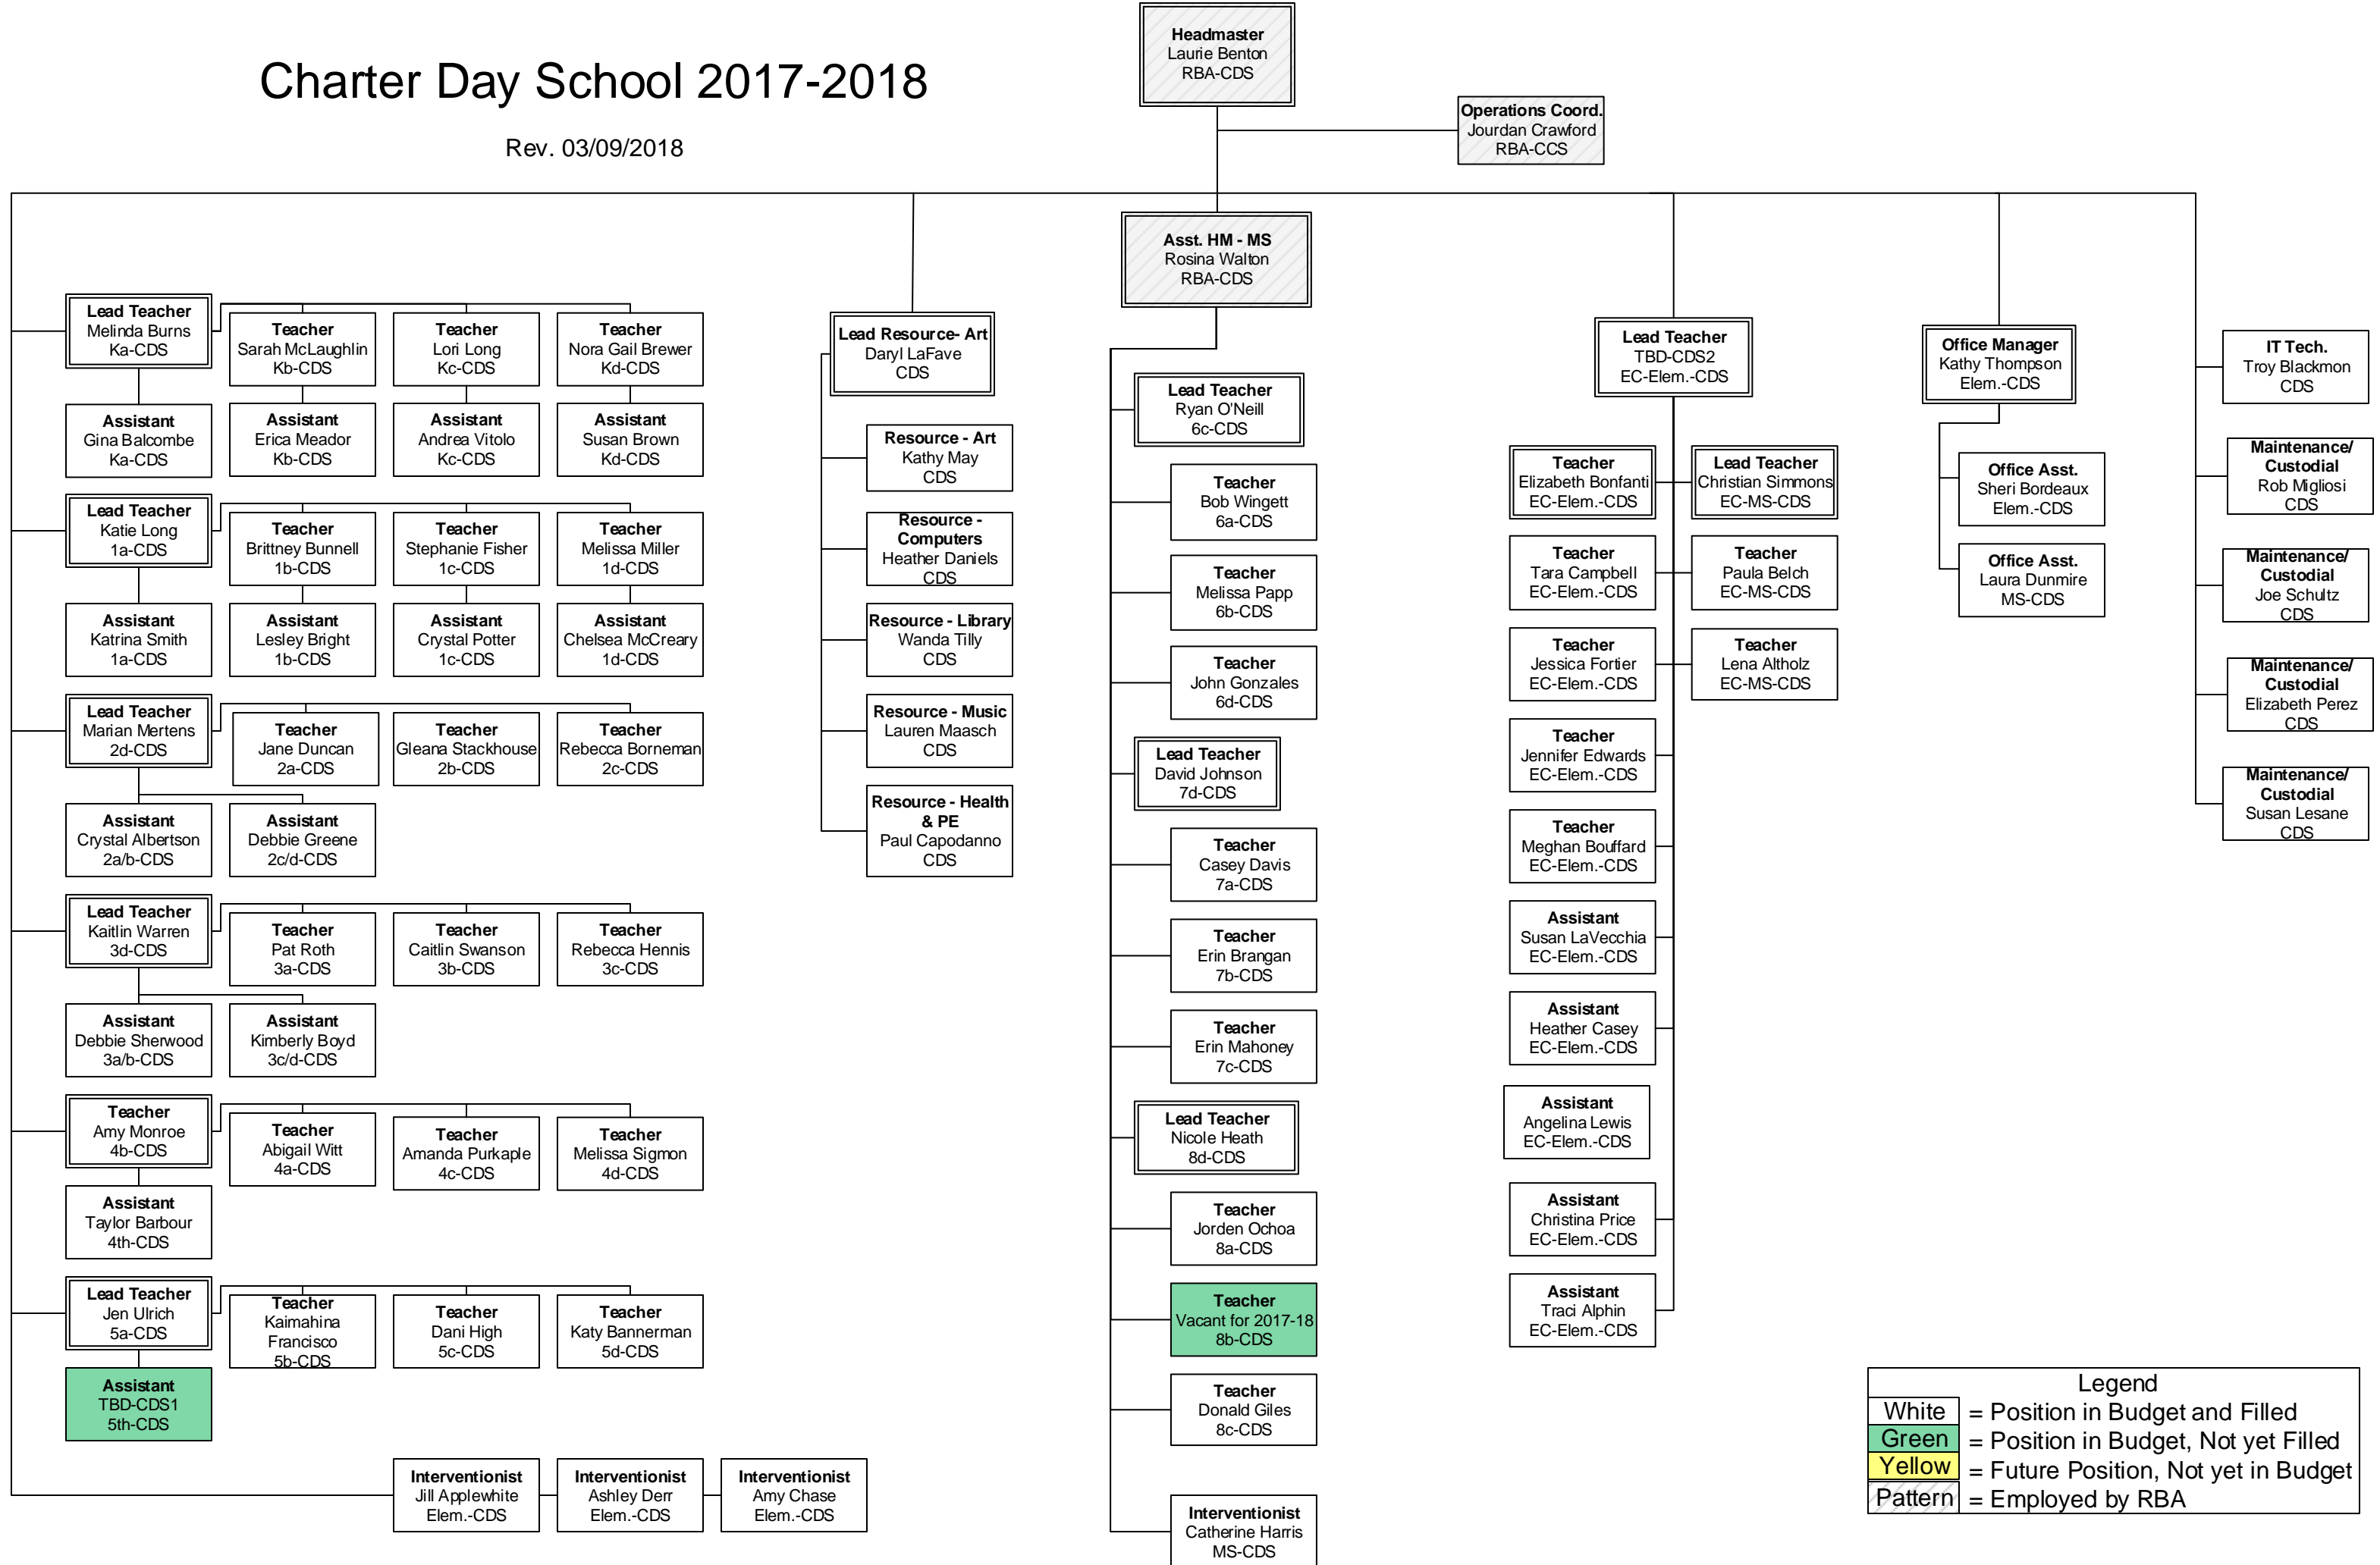 Charter Day School 2017-2018
Rev. 03/09/2018
Headmaster
Laurie Benton
RBA-CDS
Operations Coord.
Jourdan Crawford
RBA-CCS
Asst. HM - MS
Rosina Walton
RBA-CDS
Lead Teacher
Melinda Burns
Ka-CDS
Teacher
Sarah McLaughlin
Kb-CDS
Teacher
Lori Long
Kc-CDS
Teacher
Nora Gail Brewer
Kd-CDS
Assistant
Gina Balcombe
Ka-CDS
Assistant
Erica Meador
Kb-CDS
Assistant
Andrea Vitolo
Kc-CDS
Assistant
Susan Brown
Kd-CDS
Lead Teacher
Katie Long
1a-CDS
Teacher
Brittney Bunnell
1b-CDS
Teacher
Stephanie Fisher
1c-CDS
Teacher
Melissa Miller
1d-CDS
Assistant
Katrina Smith
1a-CDS
Assistant
Lesley Bright
1b-CDS
Assistant
Crystal Potter
1c-CDS
Assistant
Chelsea McCreary
1d-CDS
Lead Teacher
Marian Mertens
2d-CDS
Teacher
Jane Duncan
2a-CDS
Teacher
Gleana Stackhouse
2b-CDS
Teacher
Rebecca Borneman
2c-CDS
Assistant
Crystal Albertson
2a/b-CDS
Assistant
Debbie Greene
2c/d-CDS
Lead Teacher
Kaitlin Warren
3d-CDS
Teacher
Pat Roth
3a-CDS
Teacher
Caitlin Swanson
3b-CDS
Teacher
Rebecca Hennis
3c-CDS
Assistant
Debbie Sherwood
3a/b-CDS
Assistant
Kimberly Boyd
3c/d-CDS
Teacher
Amy Monroe
4b-CDS
Teacher
Abigail Witt
4a-CDS
Teacher
Amanda Purkaple
4c-CDS
Teacher
Melissa Sigmon
4d-CDS
Assistant
Taylor Barbour
4th-CDS
Lead Teacher
Jen Ulrich
5a-CDS
Teacher
Kaimahina
Francisco
5b-CDS
Teacher
Dani High
5c-CDS
Teacher
Katy Bannerman
5d-CDS
Assistant
TBD-CDS1
5th-CDS
Interventionist
Jill Applewhite
Elem.-CDS
Interventionist
Ashley Derr
Elem.-CDS
Interventionist
Amy Chase
Elem.-CDS
Lead Resource- Art
Daryl LaFave
CDS
Resource - Art
Kathy May
CDS
Resource -
Computers
Heather Daniels
CDS
Resource - Library
Wanda Tilly
CDS
Resource - Music
Lauren Maasch
CDS
Resource - Health
& PE
Paul Capodanno
CDS
Lead Teacher
Ryan O'Neill
6c-CDS
Teacher
Bob Wingett
6a-CDS
Teacher
Melissa Papp
6b-CDS
Teacher
John Gonzales
6d-CDS
Lead Teacher
David Johnson
7d-CDS
Teacher
Casey Davis
7a-CDS
Teacher
Erin Brangan
7b-CDS
Teacher
Erin Mahoney
7c-CDS
Lead Teacher
Nicole Heath
8d-CDS
Teacher
Jorden Ochoa
8a-CDS
Teacher
Vacant for 2017-18
8b-CDS
Teacher
Donald Giles
8c-CDS
Interventionist
Catherine Harris
MS-CDS
Lead Teacher
TBD-CDS2
EC-Elem.-CDS
Teacher
Elizabeth Bonfanti
EC-Elem.-CDS
Lead Teacher
Christian Simmons
EC-MS-CDS
Teacher
Tara Campbell
EC-Elem.-CDS
Teacher
Paula Belch
EC-MS-CDS
Teacher
Jessica Fortier
EC-Elem.-CDS
Teacher
Lena Altholz
EC-MS-CDS
Teacher
Jennifer Edwards
EC-Elem.-CDS
Teacher
Meghan Bouffard
EC-Elem.-CDS
Assistant
Susan LaVecchia
EC-Elem.-CDS
Assistant
Heather Casey
EC-Elem.-CDS
Assistant
Angelina Lewis
EC-Elem.-CDS
Assistant
Christina Price
EC-Elem.-CDS
Assistant
Traci Alphin
EC-Elem.-CDS
Office Manager
Kathy Thompson
Elem.-CDS
Office Asst.
Sheri Bordeaux
Elem.-CDS
Office Asst.
Laura Dunmire
MS-CDS
IT Tech.
Troy Blackmon
CDS
Maintenance/
Custodial
Rob Migliosi
CDS
Maintenance/
Custodial
Joe Schultz
CDS
Maintenance/
Custodial
Elizabeth Perez
CDS
Maintenance/
Custodial
Susan Lesane
CDS
Legend
White = Position in Budget and Filled
Green = Position in Budget, Not yet Filled
Yellow = Future Position, Not yet in Budget
Pattern = Employed by RBA